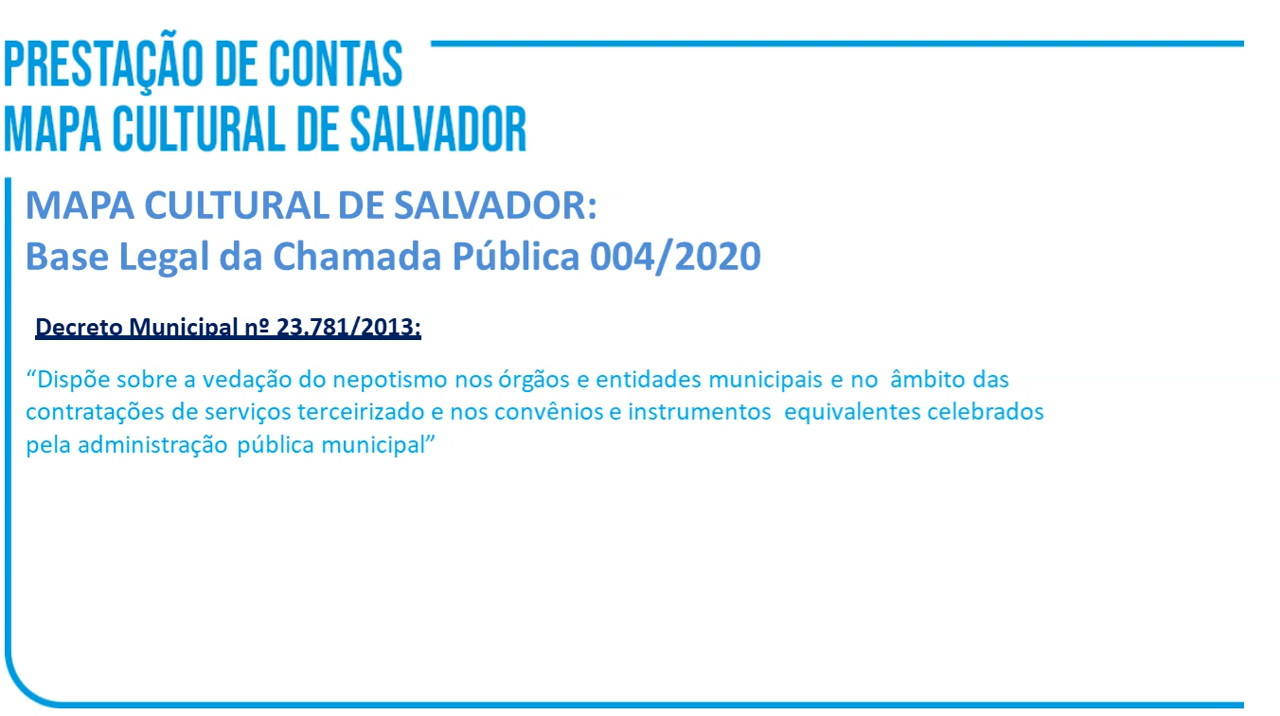 PRESTAÇÃO DE CONTAS
MAPA CULTURAL DE SALVADOR
MAPA CULTURAL DE SALVADOR:
Base Legal da Chamada Pública 004/2020
Decreto Municipal nº 23.781/2013:
“Dispõe sobre a vedação do nepotismo nos órgãos e entidades municipais e no âmbito das
contratações de serviços terceirizado e nos convênios e instrumentos equivalentes celebrados
pela administração pública municipal”